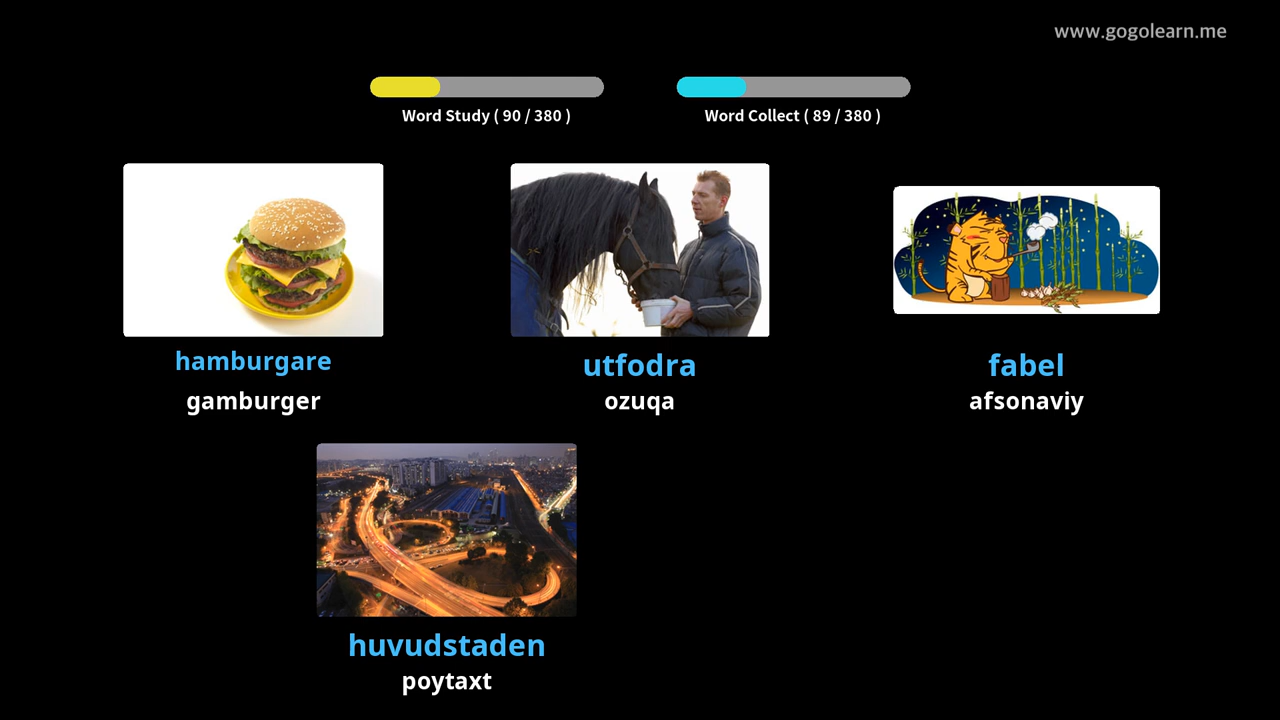 www.gogolearn.me
Word Study ( 90 / 380 )
Word Collect ( 89 / 380 )
hamburgare
gamburger
utfodra
ozuqa
fabel
afsonaviy
huvudstaden
poytaxt